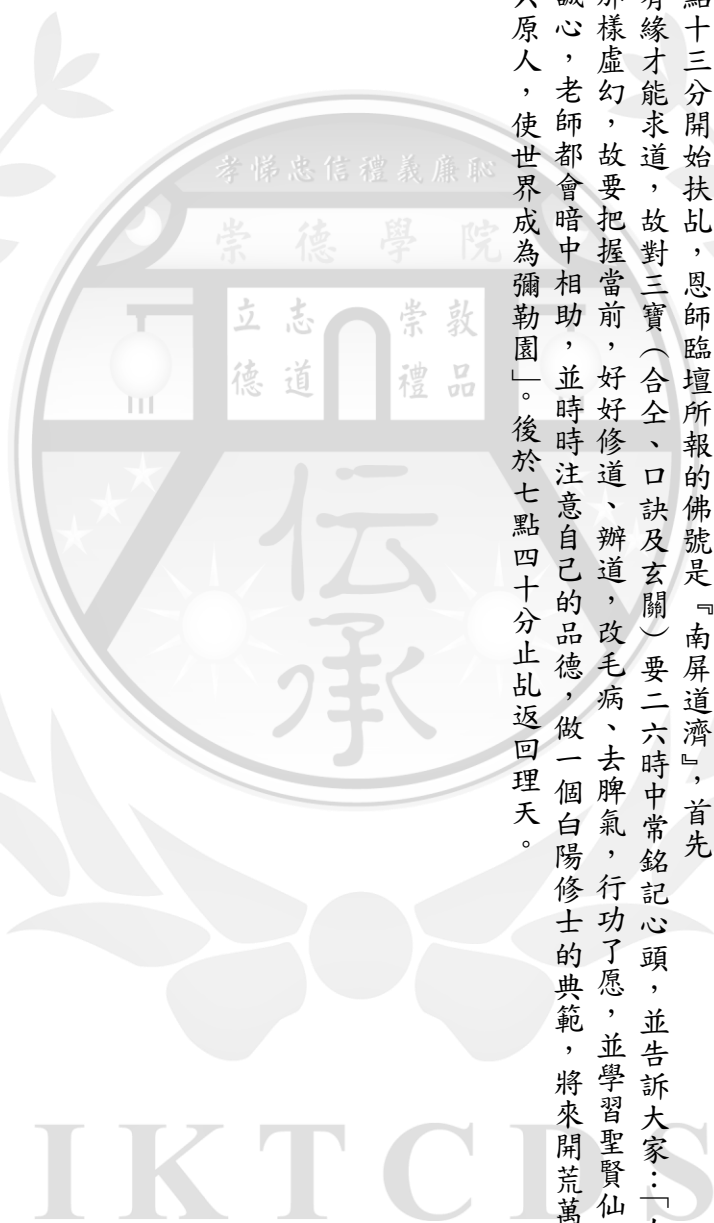 點十三分開始扶乩，恩師臨壇所報的佛號是『南屏道濟』，首先
有緣才能求道，故對三寶（合仝、口訣及玄關）要二六時中常銘記心頭，並告訴大家：「
那樣虛幻，故要把握當前，好好修道、辦道，改毛病、去脾氣，行功了愿，並學習聖賢仙
誠心，老師都會暗中相助，並時時注意自己的品德，做一個白陽修士的典範，將來開荒萬
原人，使世界成為彌勒園」。後於七點四十分止乩返回理天。
孝悌忠信禮義廉恥
崇德學院
立志 崇敦
德道 禮品
伝承
IKTCDS